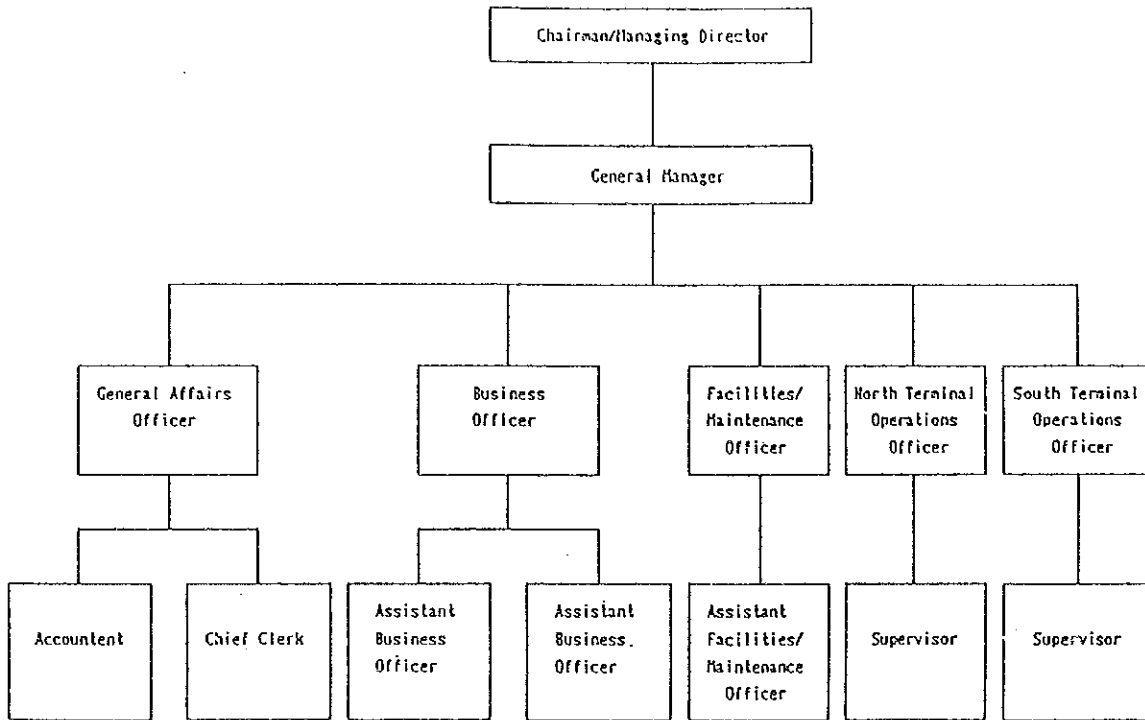 Chairman/Managing Director
General Manager
General Affairs
Officer
Business
Officer
Facilities/
Maintenance
Officer
North Terminal
Operations
Officer
South Terminal
Operations
Officer
Accountent
Chief Clerk
Assistant
Business
Officer
Assistant
Business.
Officer
Assistant
Facilities/
Maintenance
Officer
Supervisor
Supervisor